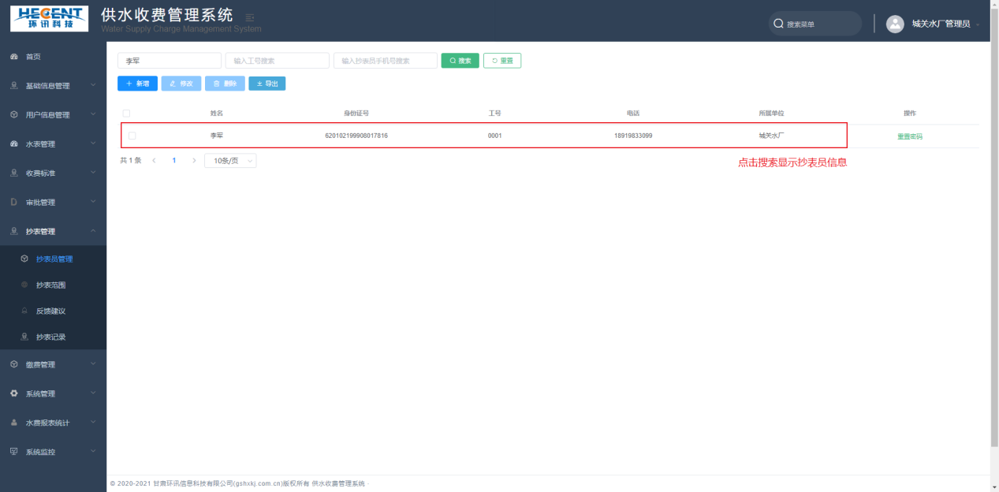 HECENT
环讯科技
供水收费管理系统
Water Supply Charge Management System
搜索菜单
城关水厂管理员
首页
基础信息管理
用户信息管理
水表管理
收费标准
审批管理
抄表管理
抄表员管理
抄表范围
反馈建议
抄表记录
缴费管理
系统管理
水费报表统计
系统监控
李军 输入工号搜索 输入抄表员手机号搜索 搜索 重置
新增 修改 删除 导出
姓名 身份证号 工号 电话 所属单位 操作
李军 620102199908017816 0001 18919833099 城关水厂 重置密码
共 1 条 1 10条/页
点击搜索显示抄表员信息
© 2020-2021 甘肃环讯信息科技有限公司(gshxkj.com.cn)版权所有 供水收费管理系统